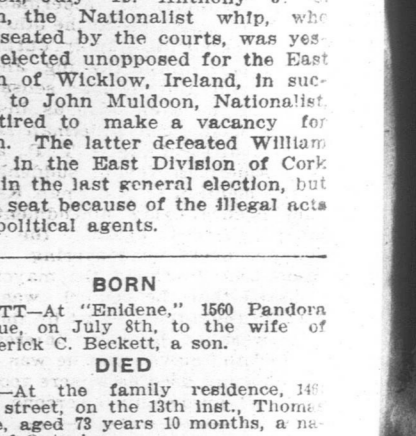 n, the Nationalist whip, who
seated by the courts, was yes-
elected unopposed for the East
n of Wicklow, Ireland, in suc-
to John Muldoon, Nationalist,
tired to make a vacancy for
n. The latter defeated William
in the East Division of Cork
in the last general election, but
seat because of the illegal acts
political agents.
BORN
TT—At "Enidene," 1560 Pandora
ue, on July 8th, to the wife of
erick C. Beckett, a son.
DIED
—At the family residence,
street, on the 13th inst., Thomas
, aged 73 years 10 months, a na-